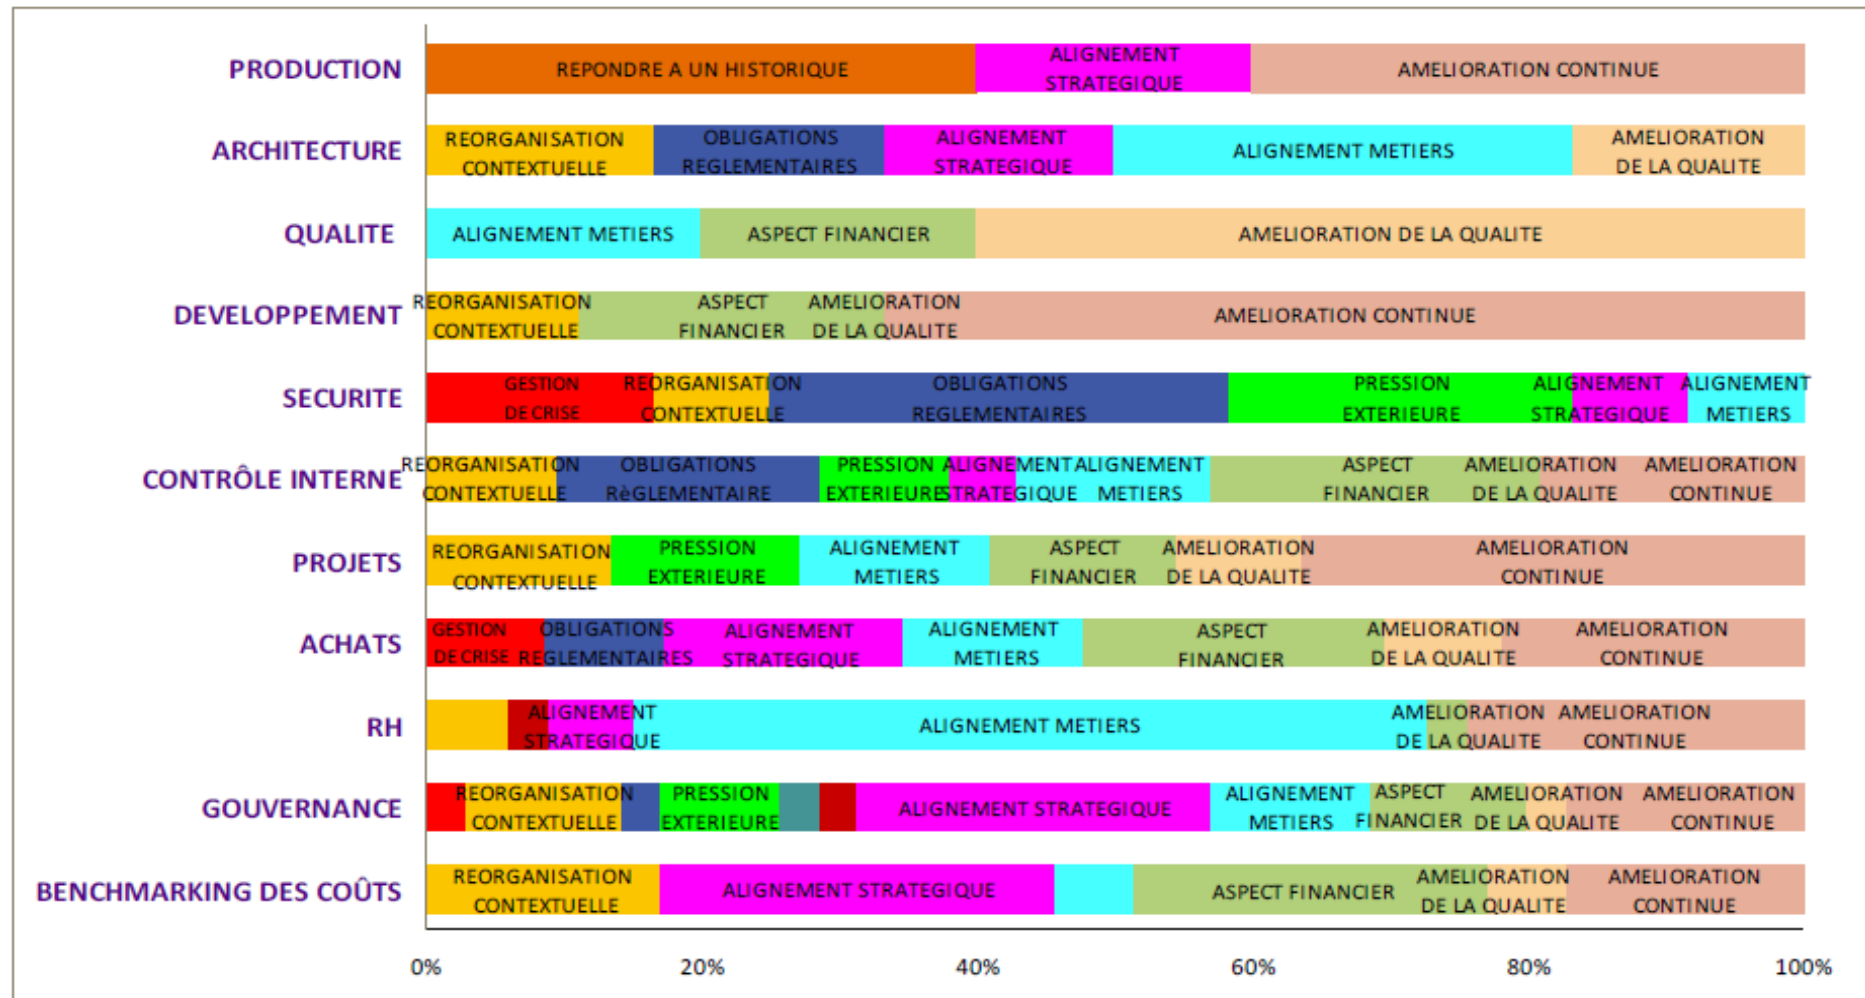 PRODUCTION
REPONDRE A UN HISTORIQUE
ALIGNEMENT
STRATEGIQUE
AMELIORATION CONTINUE
ARCHITECTURE
REORGANISATION
CONTEXTUELLE
OBLIGATIONS
REGLEMENTAIRES
ALIGNEMENT
STRATEGIQUE
ALIGNEMENT METIERS
AMELIORATION
DE LA QUALITE
QUALITE
ALIGNEMENT METIERS
ASPECT FINANCIER
AMELIORATION DE LA QUALITE
DEVELOPPEMENT
REORGANISATION
CONTEXTUELLE
ASPECT
FINANCIER
AMELIORATION
DE LA QUALITE
AMELIORATION CONTINUE
SECURITE
GESTION
DE CRISE
REORGANISATION
CONTEXTUELLE
OBLIGATIONS
REGLEMENTAIRES
PRESSION
EXTERIEURE
ALIGNEMENT
STRATEGIQUE
ALIGNEMENT
METIERS
CONTRÔLE INTERNE
REORGANISATION
CONTEXTUELLE
OBLIGATIONS
RèGLEMENTAIRE
PRESSION
EXTERIEURE
ALIGNEMENT
STRATEGIQUE
ALIGNEMENT
METIERS
ASPECT
FINANCIER
AMELIORATION
DE LA QUALITE
AMELIORATION
CONTINUE
PROJETS
REORGANISATION
CONTEXTUELLE
PRESSION
EXTERIEURE
ALIGNEMENT
METIERS
ASPECT
FINANCIER
AMELIORATION
DE LA QUALITE
AMELIORATION
CONTINUE
ACHATS
GESTION
DE CRISE
OBLIGATIONS
REGLEMENTAIRES
ALIGNEMENT
STRATEGIQUE
ALIGNEMENT
METIERS
ASPECT
FINANCIER
AMELIORATION
DE LA QUALITE
AMELIORATION
CONTINUE
RH
ALIGNEMENT
STRATEGIQUE
ALIGNEMENT METIERS
AMELIORATION
DE LA QUALITE
AMELIORATION
CONTINUE
GOUVERNANCE
REORGANISATION
CONTEXTUELLE
PRESSION
EXTERIEURE
ALIGNEMENT STRATEGIQUE
ALIGNEMENT
METIERS
ASPECT
FINANCIER
AMELIORATION
DE LA QUALITE
AMELIORATION
CONTINUE
BENCHMARKING DES COÛTS
REORGANISATION
CONTEXTUELLE
ALIGNEMENT STRATEGIQUE
ASPECT FINANCIER
AMELIORATION
DE LA QUALITE
AMELIORATION
CONTINUE
0% 20% 40% 60% 80% 100%